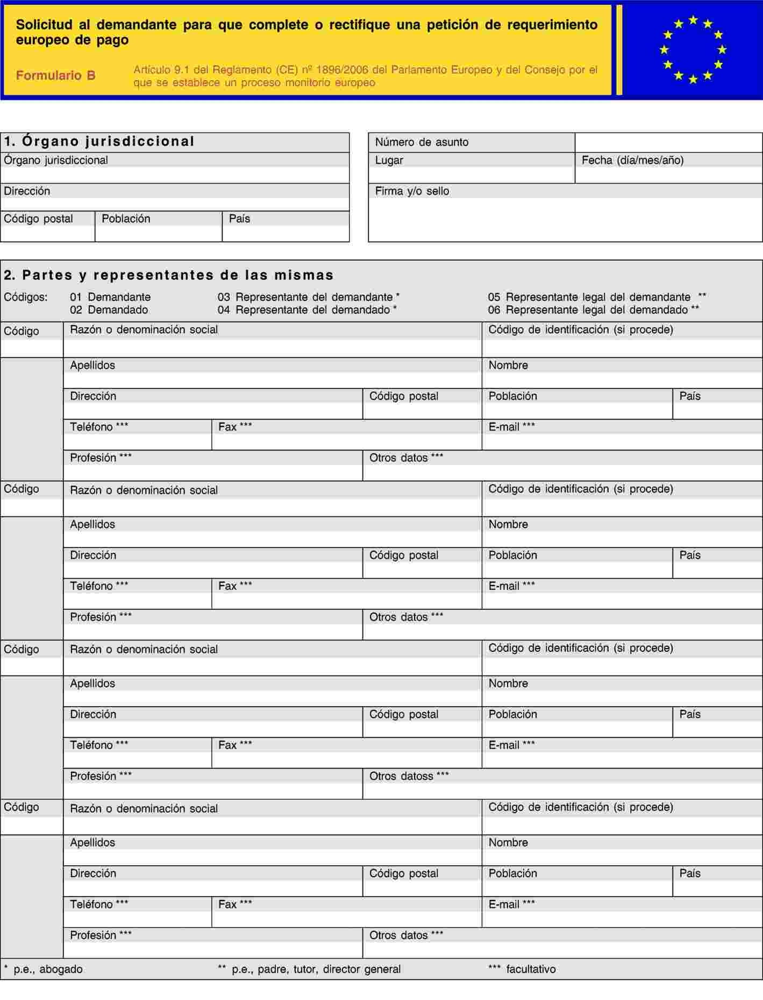 Solicitud al demandante para que complete o rectifique una petición de requerimiento
europeo de pago
Formulario B
Artículo 9.1 del Reglamento (CE) nº 1896/2006 del Parlamento Europeo y del Consejo por el
que se establece un proceso monitorio europeo
1. Órgano jurisdiccional
Órgano jurisdiccional
Dirección
Código postal Población País
Número de asunto
Lugar Fecha (día/mes/año)
Firma y/o sello
2. Partes y representantes de las mismas
Códigos: 01 Demandante 03 Representante del demandante * 05 Representante legal del demandante **
02 Demandado 04 Representante del demandado * 06 Representante legal del demandado **
Código Razón o denominación social Código de identificación (si procede)
Apellidos Nombre
Dirección Código postal Población País
Teléfono *** Fax *** E-mail ***
Profesión *** Otros datos ***
Código Razón o denominación social Código de identificación (si procede)
Apellidos Nombre
Dirección Código postal Población País
Teléfono *** Fax *** E-mail ***
Profesión *** Otros datos ***
Código Razón o denominación social Código de identificación (si procede)
Apellidos Nombre
Dirección Código postal Población País
Teléfono *** Fax *** E-mail ***
Profesión *** Otros datoss ***
Código Razón o denominación social Código de identificación (si procede)
Apellidos Nombre
Dirección Código postal Población País
Teléfono *** Fax *** E-mail ***
Profesión *** Otros datos ***
* p.e., abogado ** p.e., padre, tutor, director general *** facultativo